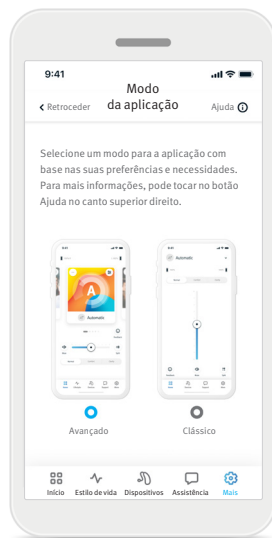 9:41
Modo
da aplicação
Retroceder
Ajuda
Selecione um modo para a aplicação com
base nas suas preferências e necessidades.
Para mais informações, pode tocar no botão
Ajuda no canto superior direito.
A
Automatic
Automatic
Avançado
Clássico
Início
Estilo de vida
Dispositivos
Assistência
Mais